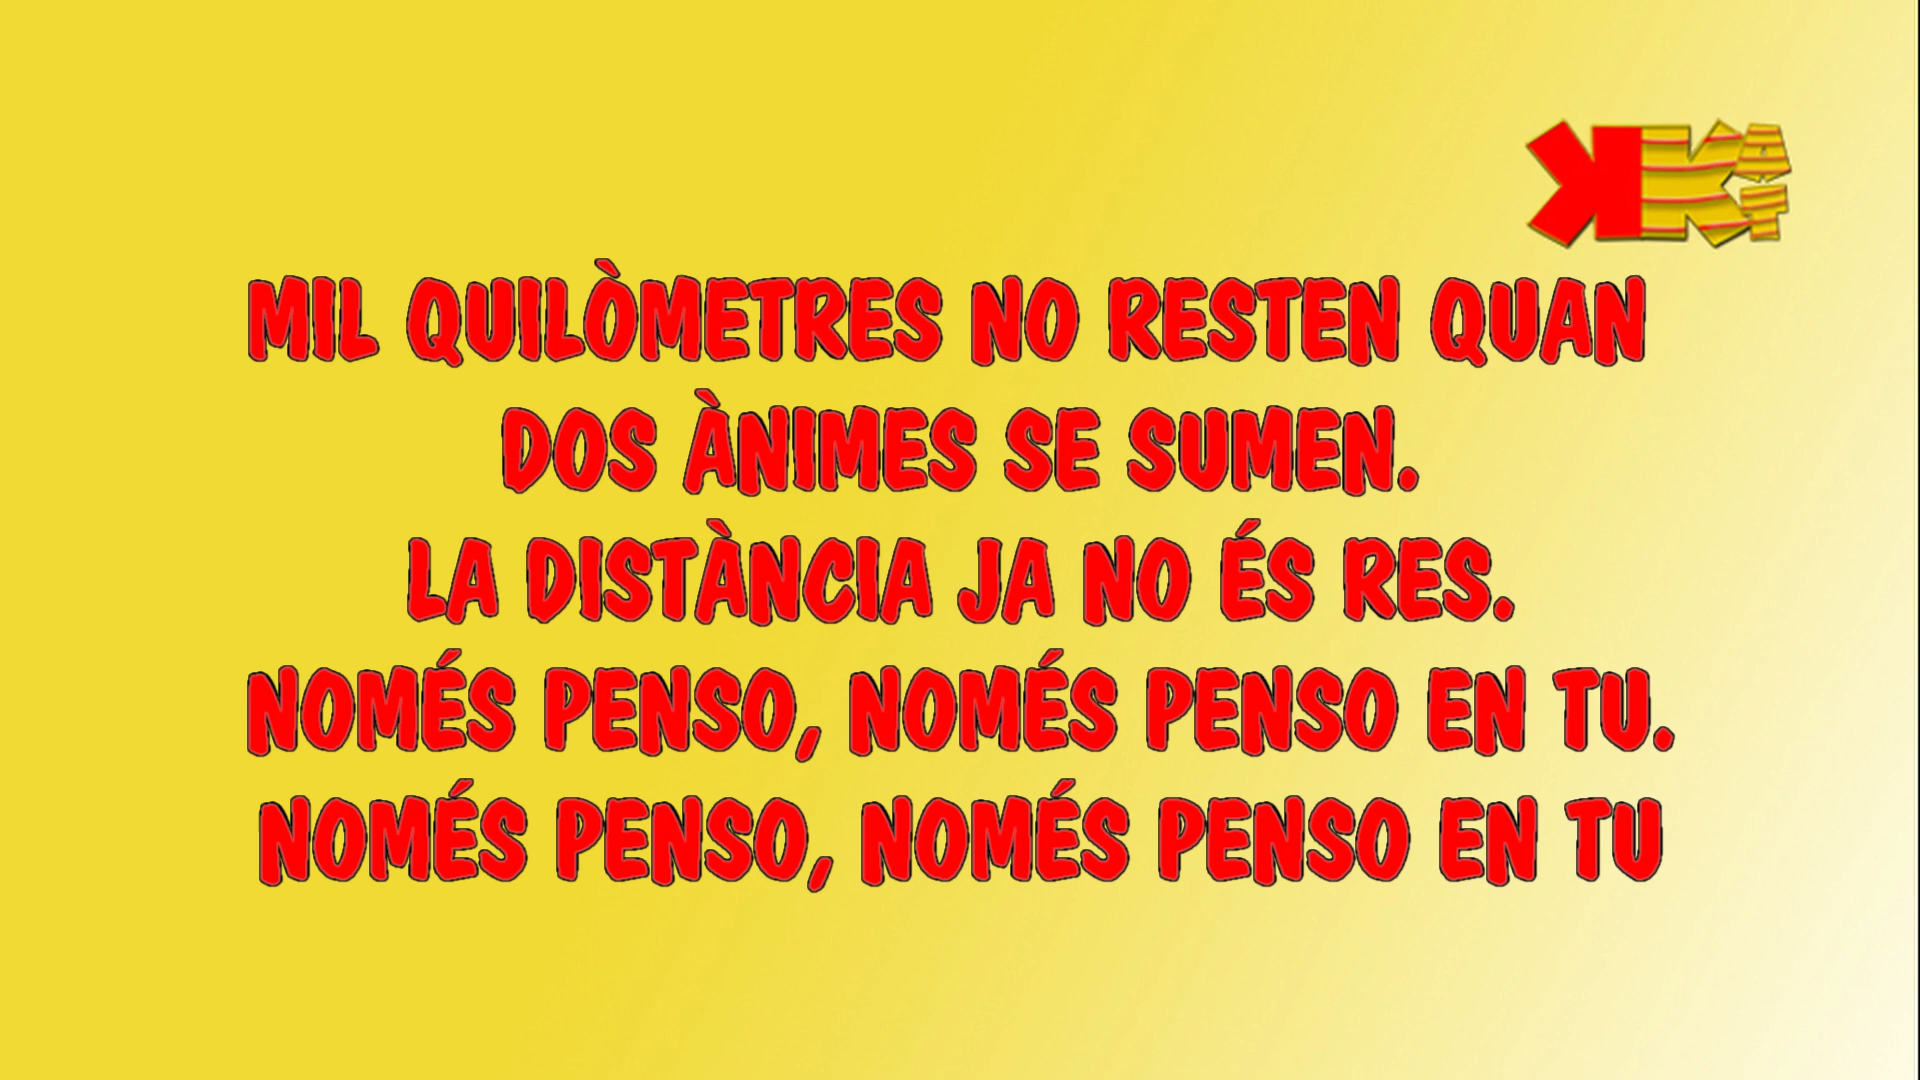 MIL QUILÒMETRES NO RESTEN QUAN
DOS ÀNIMES SE SUMEN.
LA DISTÀNCIA JA NO ÉS RES.
NOMÉS PENSO, NOMÉS PENSO EN TU.
NOMÉS PENSO, NOMÉS PENSO EN TU